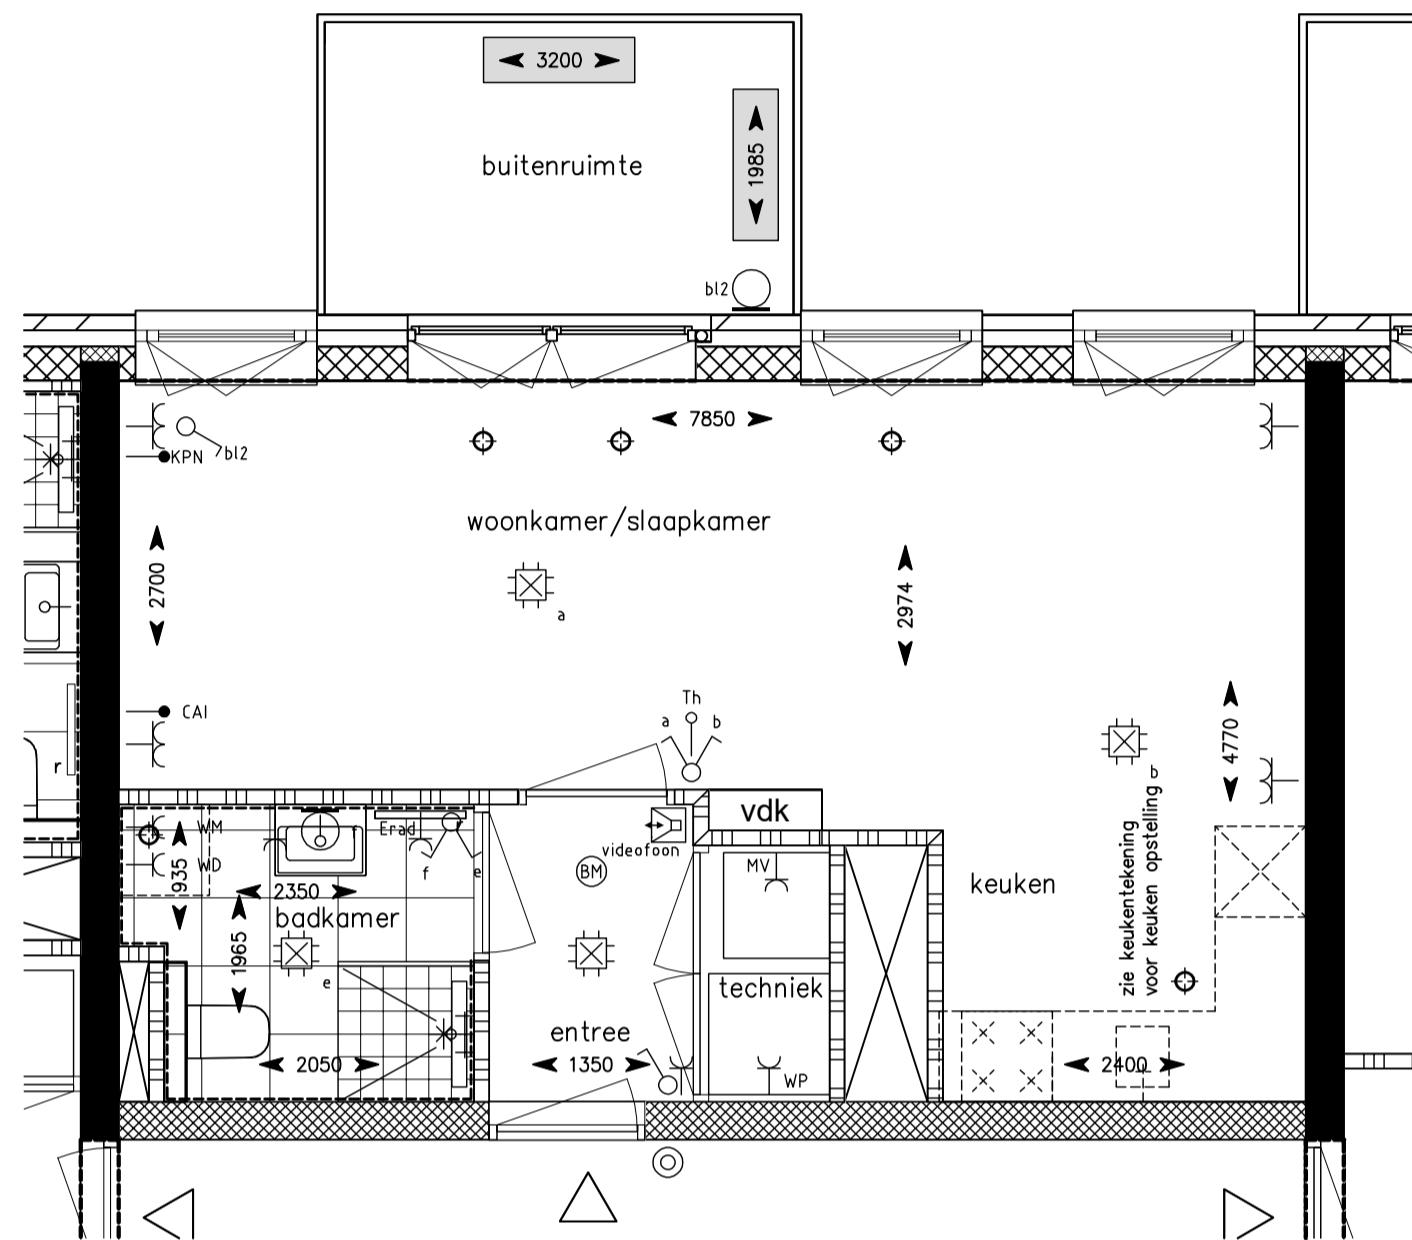 3200
1985
buitenruimte
bl2
7850
KPN
bl2
woonkamer/slaapkamer
2700
2974
a
Th
a
b
CAI
4770
r
b
vdk
WM
Erad
r
r
videofoon
WD
935
f
e
BM
MV
2350
badkamer
keuken
zie keukentekening
voor keuken opstelling
1965
e
techniek
entree
2050
1350
WP
2400